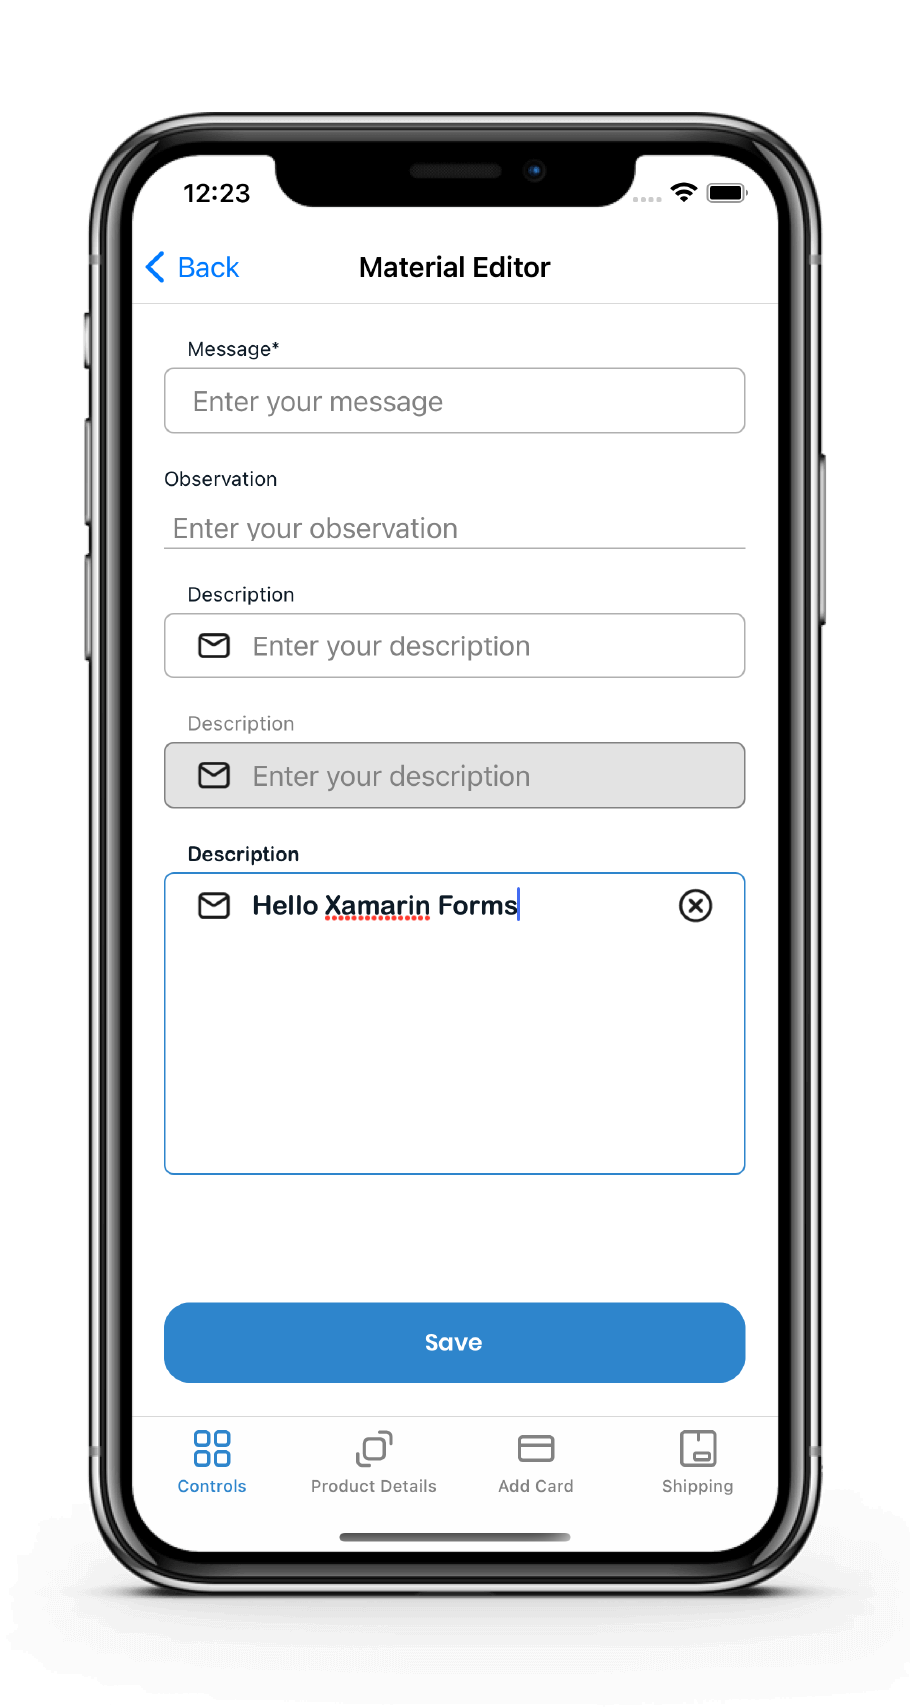 12:23
Back
Material Editor
Message*
Enter your message
Observation
Enter your observation
Description
Enter your description
Description
Enter your description
Description
Hello Xamarin Forms
Save
Controls
Product Details
Add Card
Shipping